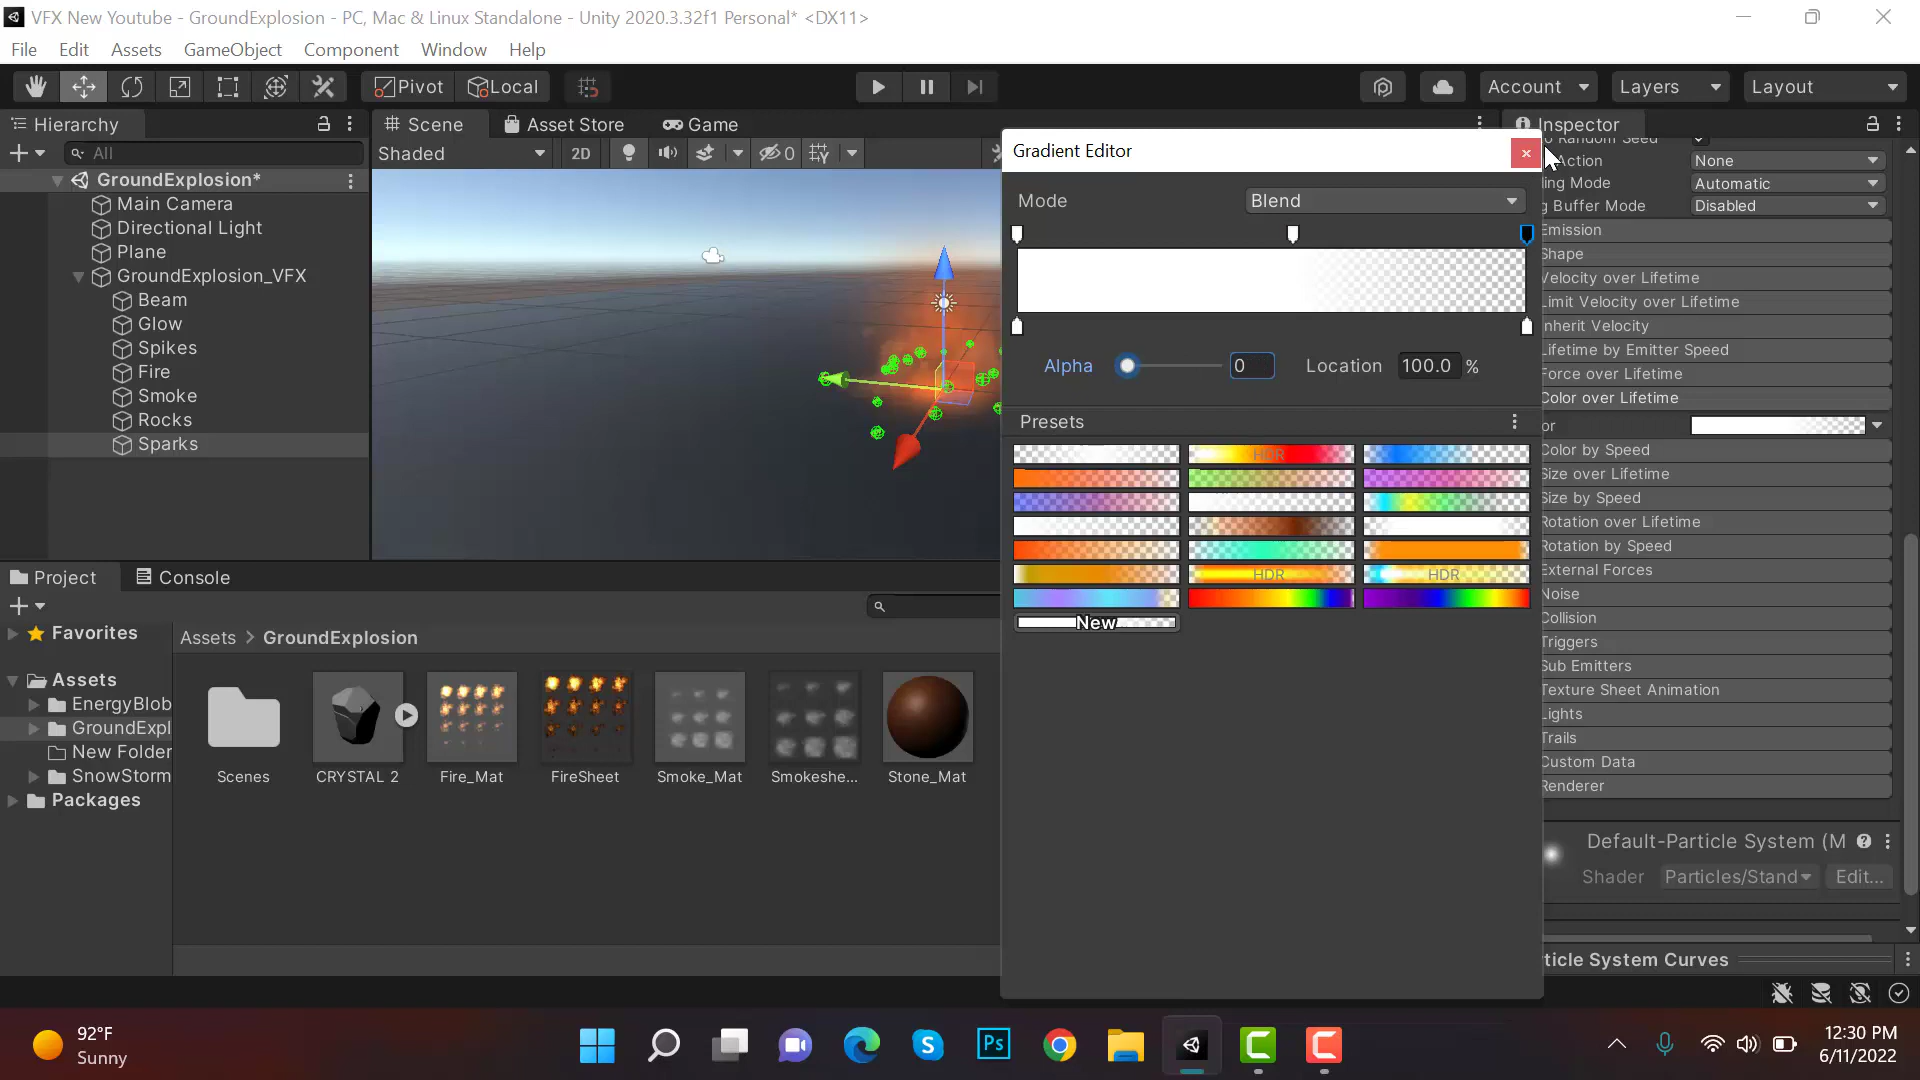 VFX New Youtube - GroundExplosion - PC, Mac & Linux Standalone - Unity 2020.3.32f1 Personal* <DX11>
File Edit Assets GameObject Component Window Help
Pivot Local Account Layers Layout
Hierarchy Scene Asset Store Game Inspector
All Shaded 2D 0
Gradient Editor
Action None
ing Mode Automatic
g Buffer Mode Disabled
GroundExplosion*
Main Camera
Directional Light
Plane
GroundExplosion_VFX
Beam
Glow
Spikes
Fire
Smoke
Rocks
Sparks
Mode Blend
Alpha 0 Location 100.0 %
Presets
HDR
HDR HDR
New
Emission
Shape
Velocity over Lifetime
Limit Velocity over Lifetime
Inherit Velocity
Lifetime by Emitter Speed
Force over Lifetime
Color over Lifetime
or
Color by Speed
Size over Lifetime
Size by Speed
Rotation over Lifetime
Rotation by Speed
External Forces
Noise
Collision
Triggers
Sub Emitters
Texture Sheet Animation
Lights
Trails
Custom Data
Renderer
Default-Particle System (M
Shader Particles/Stand Edit...
ticle System Curves
Project Console
Favorites
Assets
EnergyBlob
GroundExpl
New Folder
SnowStorm
Packages
Assets > GroundExplosion
Scenes CRYSTAL 2 Fire_Mat FireSheet Smoke_Mat Smokeshe... Stone_Mat
92°F
Sunny
Ps
12:30 PM
6/11/2022